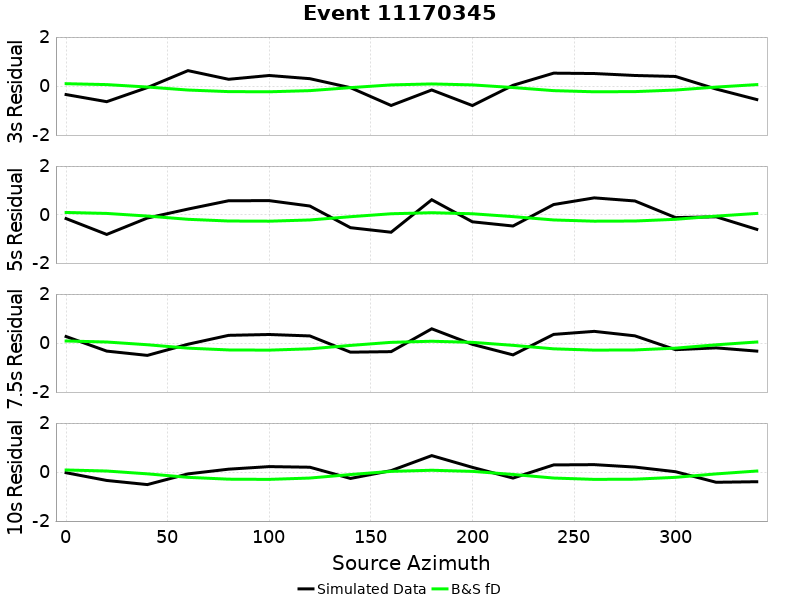 Event 11170345
3s Residual
2
0
-2
5s Residual
2
0
-2
7.5s Residual
2
0
-2
10s Residual
2
0
-2
0 50 100 150 200 250 300
Source Azimuth
Simulated Data B&S fD